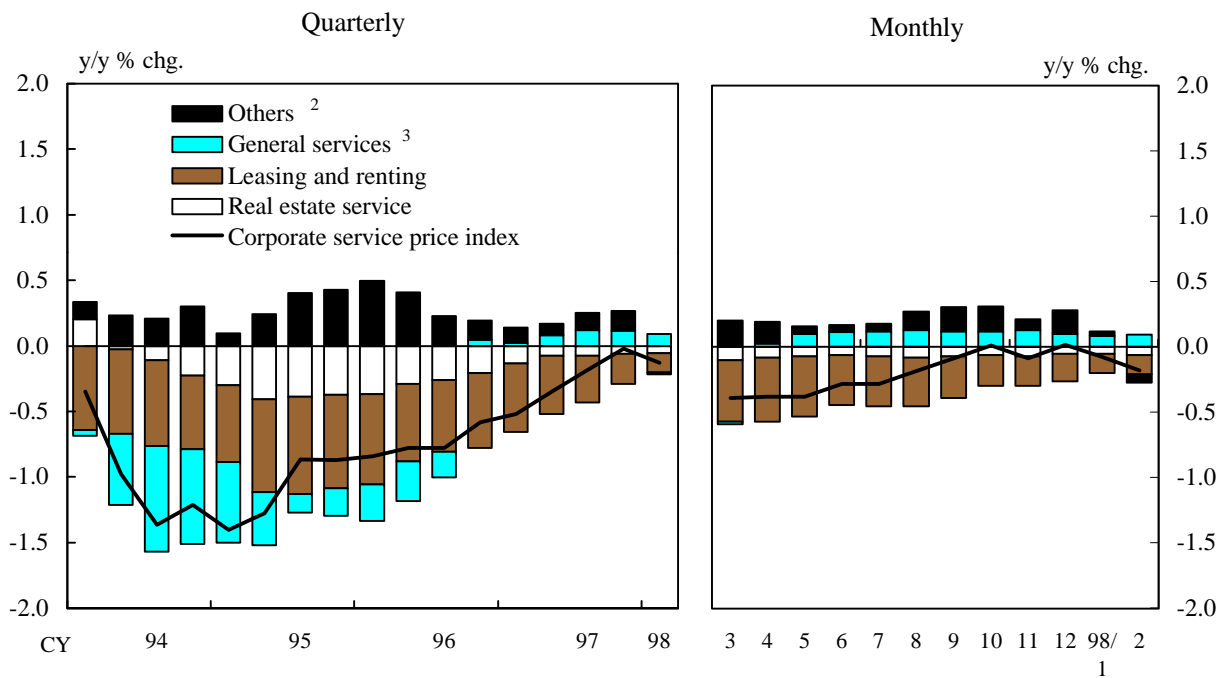 Quarterly
Monthly
y/y % chg.
y/y % chg.
2.0
1.5
1.0
0.5
0.0
-0.5
-1.0
-1.5
-2.0
Others 2
General services 3
Leasing and renting
Real estate service
Corporate service price index
2.0
1.5
1.0
0.5
0.0
-0.5
-1.0
-1.5
-2.0
CY 94 95 96 97 98
3 4 5 6 7 8 9 10 11 12 98/ 2
1